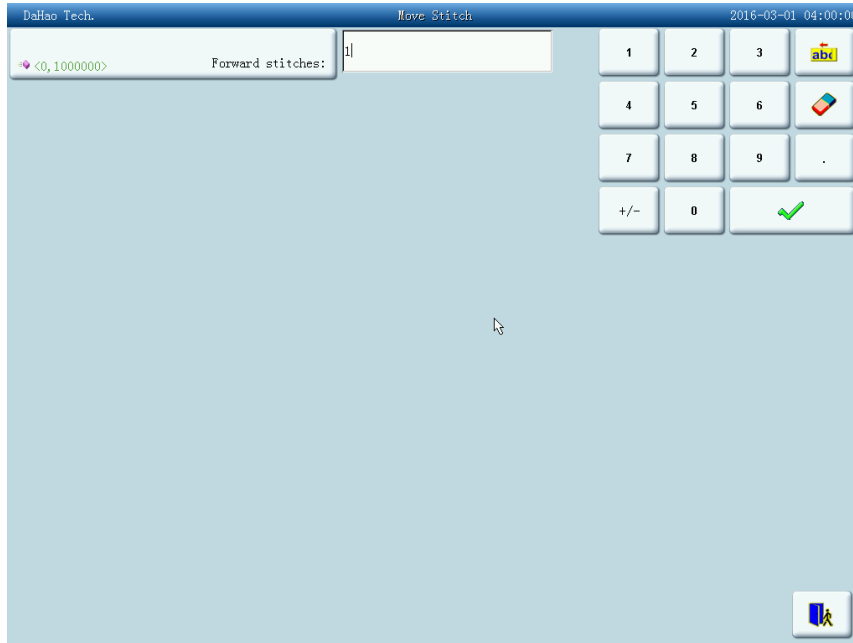 DaHao Tech. Move Stitch 2016-03-01 04:00:00
<0,1000000> Forward stitches: 1
1 2 3 abc
4 5 6
7 8 9 .
+/- 0